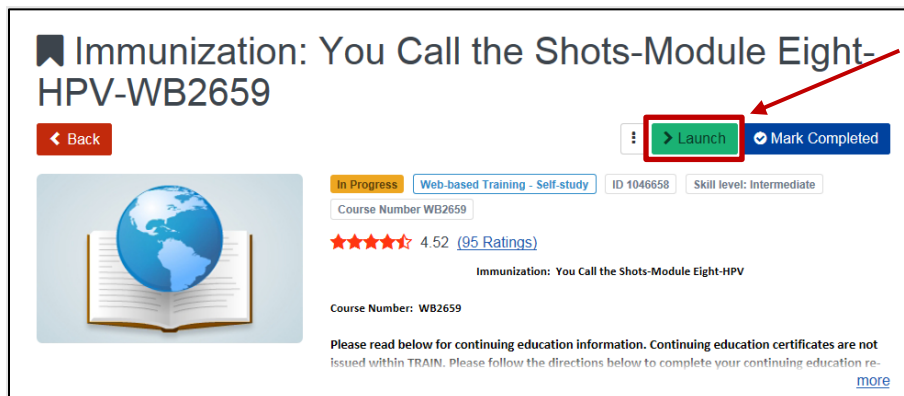 Immunization: You Call the Shots-Module Eight-
HPV-WB2659
Back
Launch
Mark Completed
In Progress
Web-based Training - Self-study
ID 1046658
Skill level: Intermediate
Course Number WB2659
4.52 (95 Ratings)
Immunization: You Call the Shots-Module Eight-HPV
Course Number: WB2659
Please read below for continuing education information. Continuing education certificates are not
issued within TRAIN. Please follow the directions below to complete your continuing education re-
more